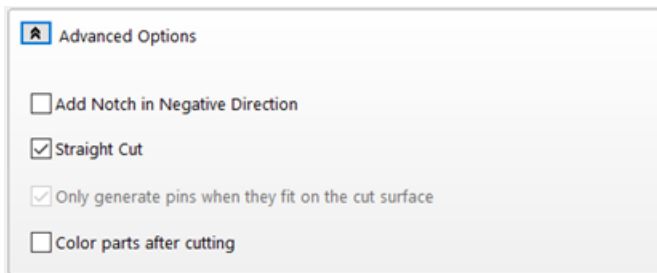 Advanced Options
Add Notch in Negative Direction
Straight Cut
Only generate pins when they fit on the cut surface
Color parts after cutting